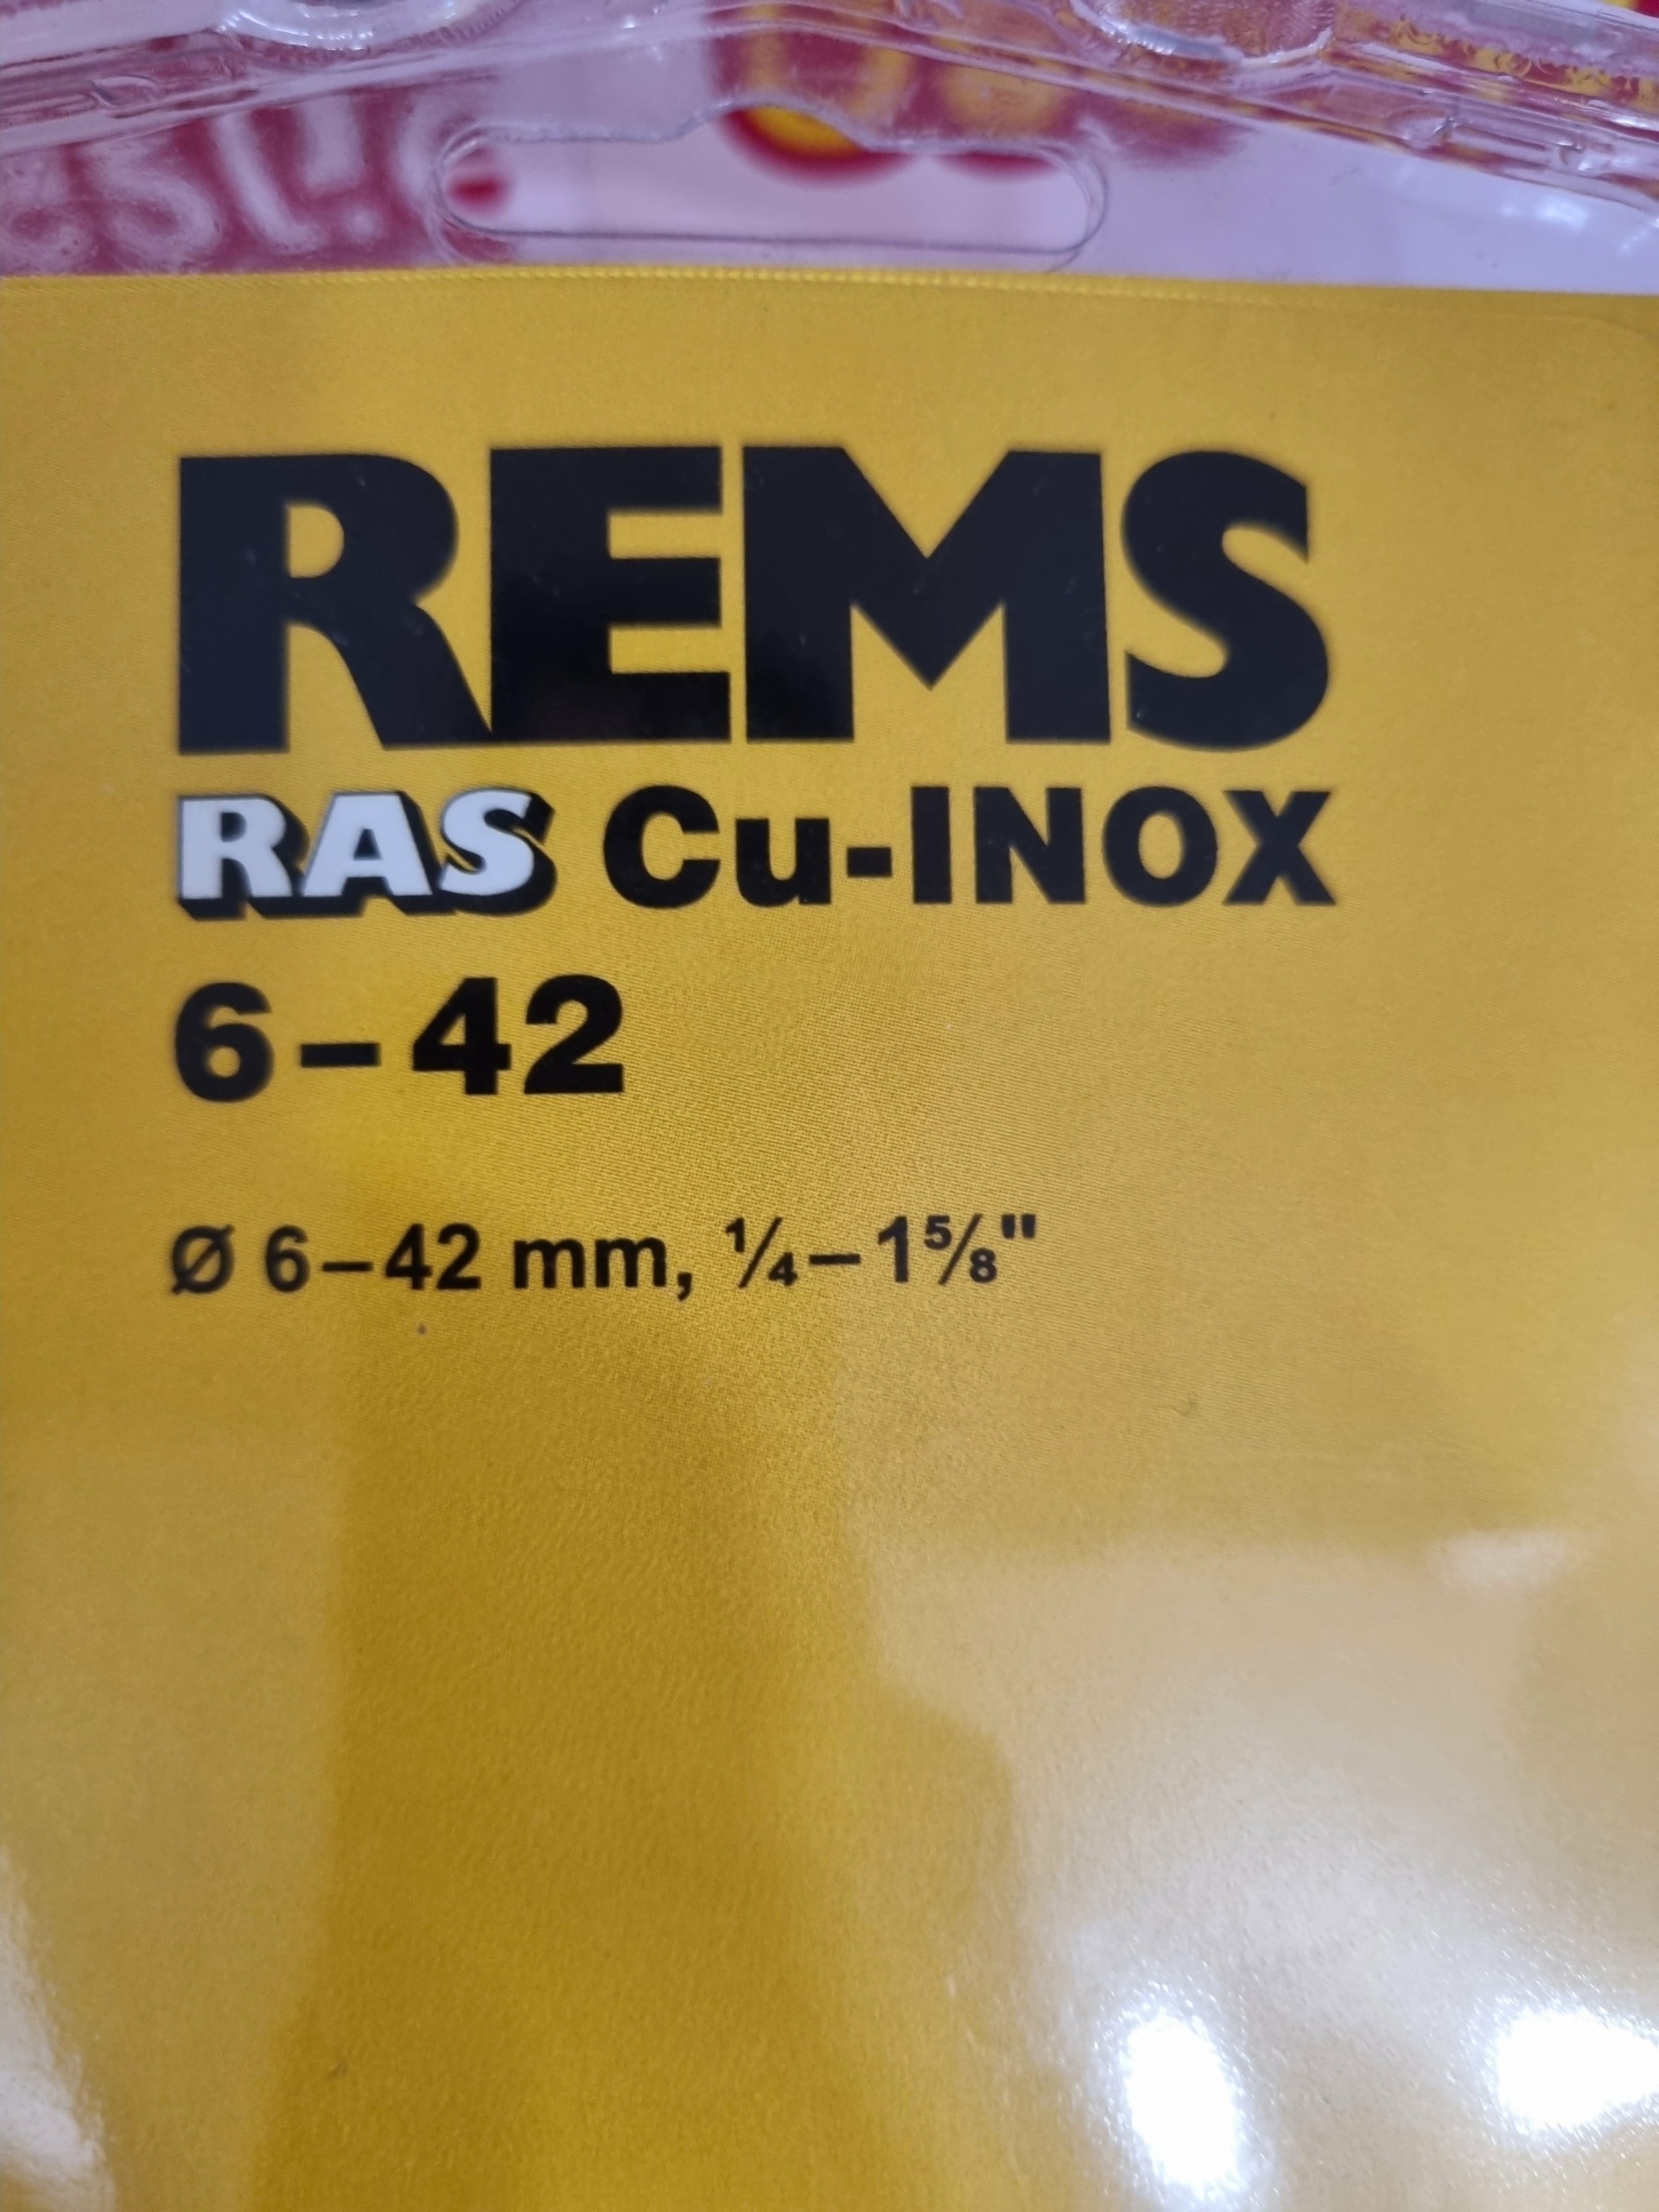 REMS
RAS Cu-INOX
6–42
Ø 6–42 mm, ¼–1⅝"